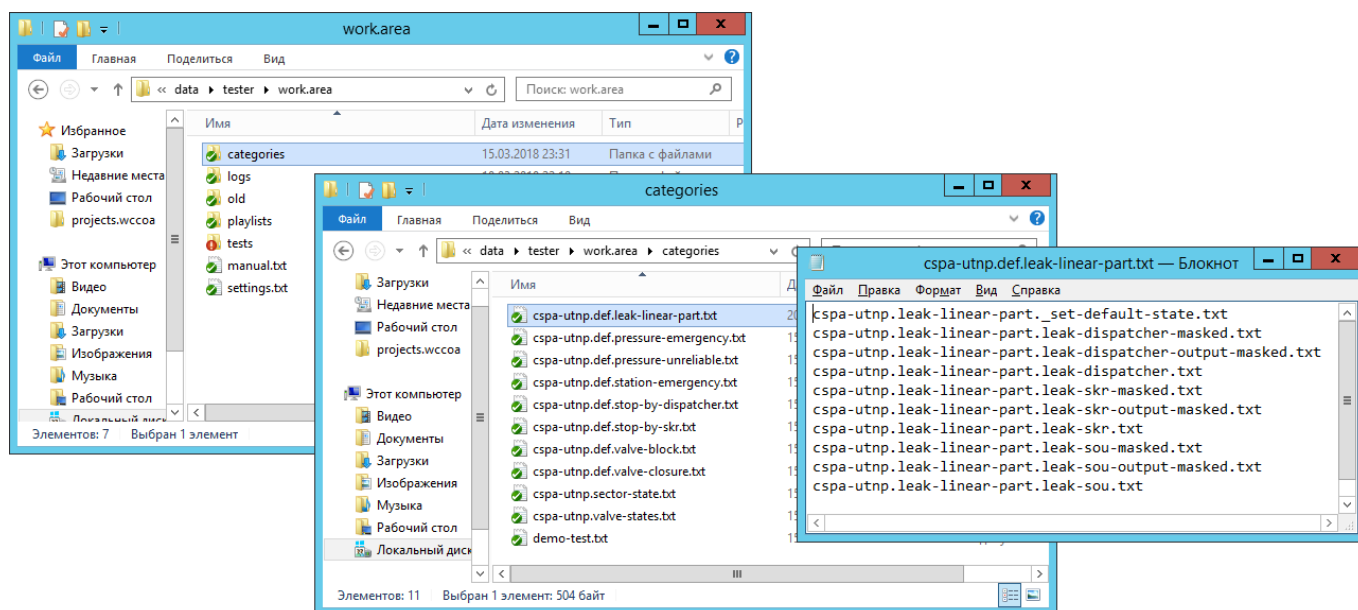 work.area
Файл Главная Поделиться Вид
« data tester work.area
Поиск: work.area
Избранное
Загрузки
Недавние места
Рабочий стол
projects.wccoa
Этот компьютер
Видео
Документы
Загрузки
Изображения
Музыка
Рабочий стол
Имя Дата изменения Тип Р
categories 15.03.2018 23:31 Папка с файлами
logs
old
playlists
tests
manual.txt
settings.txt
Элементов: 7 Выбран 1 элемент
categories
Файл Главная Поделиться Вид
« data tester work.area categories
Загрузки
Недавние места
Рабочий стол
projects.wccoa
Этот компьютер
Видео
Документы
Загрузки
Изображения
Музыка
Рабочий стол
Локальный диск
Имя
cspa-utnp.def.leak-linear-part.txt
cspa-utnp.def.pressure-emergency.txt
cspa-utnp.def.pressure-unreliable.txt
cspa-utnp.def.station-emergency.txt
cspa-utnp.def.stop-by-dispatcher.txt
cspa-utnp.def.stop-by-skr.txt
cspa-utnp.def.valve-block.txt
cspa-utnp.def.valve-closure.txt
cspa-utnp.sector-state.txt
cspa-utnp.valve-states.txt
demo-test.txt
Элементов: 11 Выбран 1 элемент: 504 байт
cspa-utnp.def.leak-linear-part.txt — Блокнот
Файл Правка Формат Вид Справка
cspa-utnp.leak-linear-part._set-default-state.txt
cspa-utnp.leak-linear-part.leak-dispatcher-masked.txt
cspa-utnp.leak-linear-part.leak-dispatcher-output-masked.txt
cspa-utnp.leak-linear-part.leak-dispatcher.txt
cspa-utnp.leak-linear-part.leak-skr-masked.txt
cspa-utnp.leak-linear-part.leak-skr-output-masked.txt
cspa-utnp.leak-linear-part.leak-skr.txt
cspa-utnp.leak-linear-part.leak-sou-masked.txt
cspa-utnp.leak-linear-part.leak-sou-output-masked.txt
cspa-utnp.leak-linear-part.leak-sou.txt